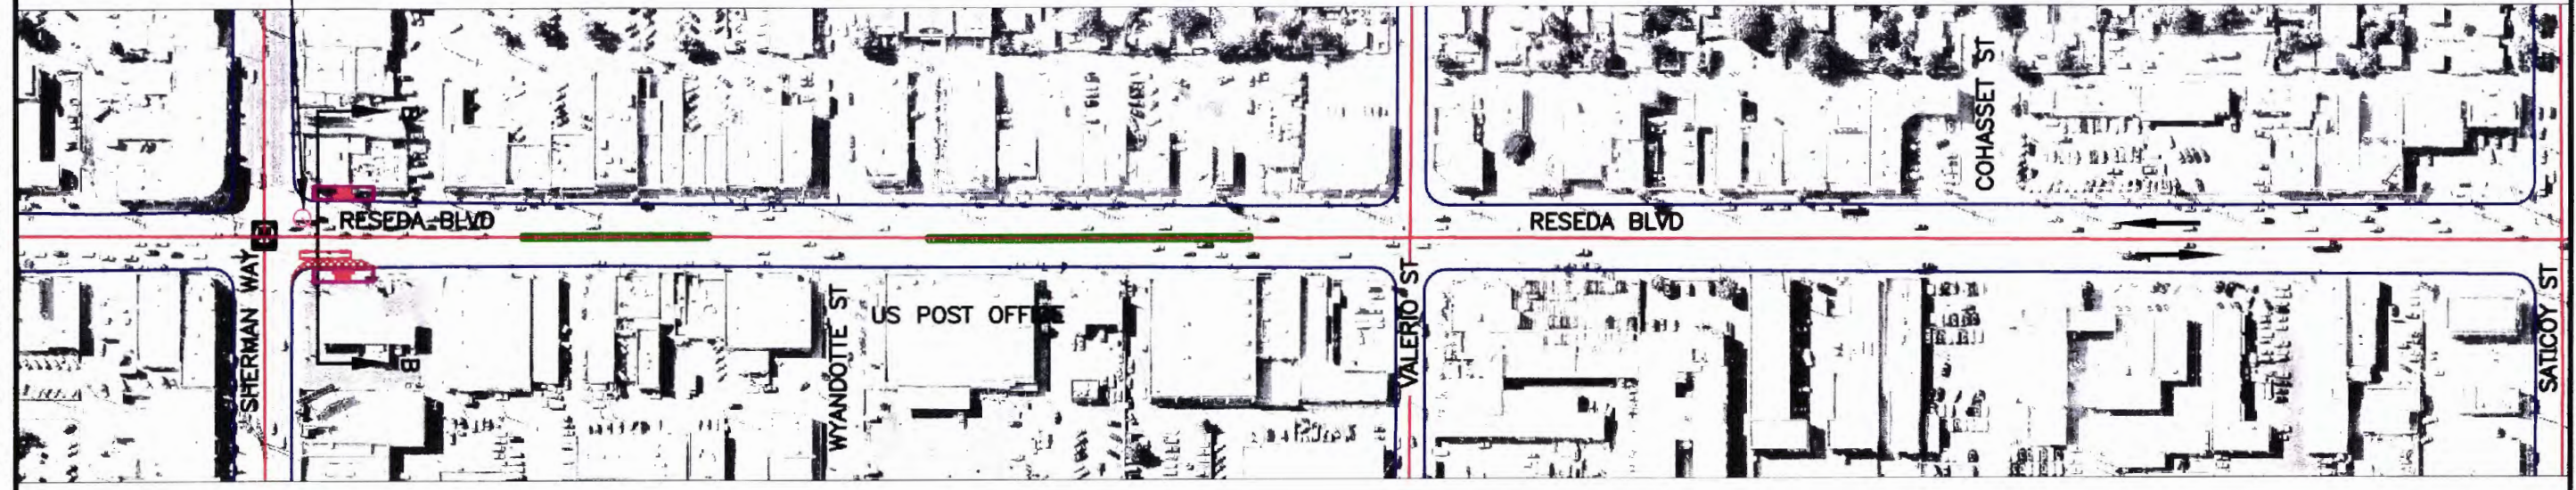 COHASSET ST
B
RESEDA BLVD
RESEDA BLVD
SHERMAN WAY
B
WYANDOTTE ST
US POST OFFICE
VALERIO ST
SATICOY ST